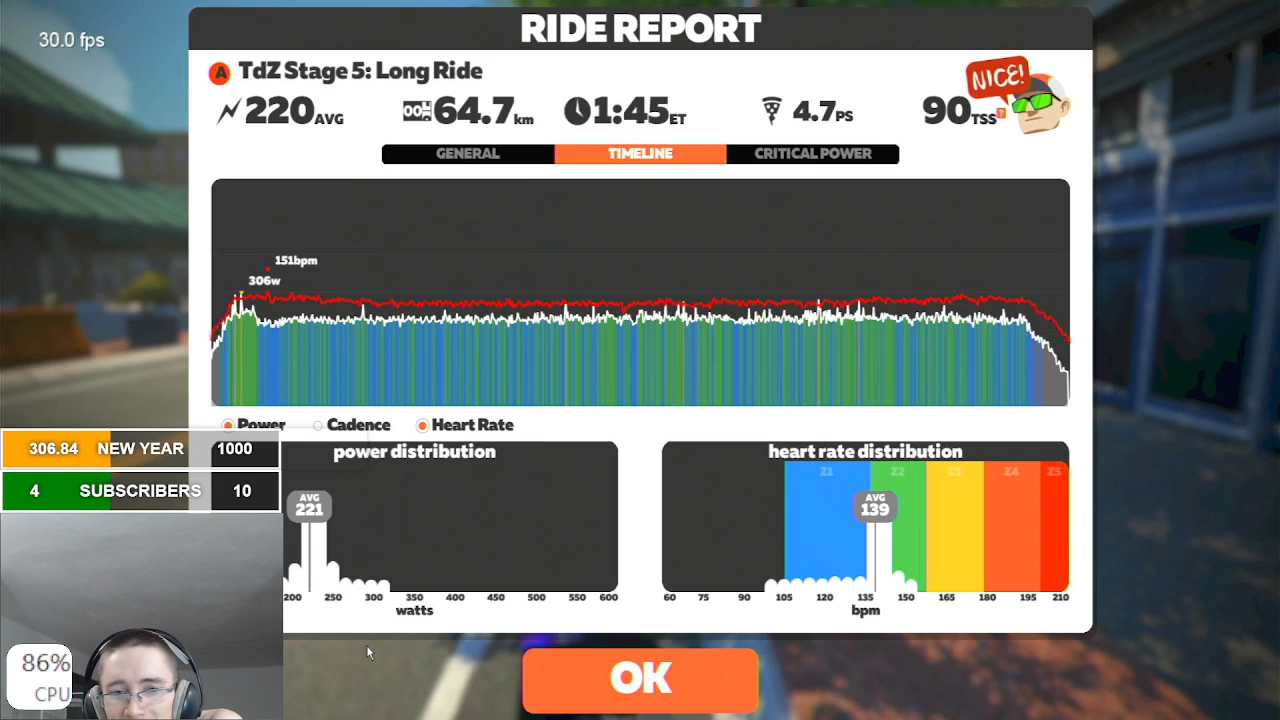 30.0 fps
RIDE REPORT
A TdZ Stage 5: Long Ride
NICE!
220AVG 64.7km 1:45ET 4.7PS 90TSS ?
GENERAL TIMELINE CRITICAL POWER
151bpm
306w
Power Cadence Heart Rate
306.84 NEW YEAR 1000
4 SUBSCRIBERS 10
power distribution
AVG
221
200 250 300 350 400 450 500 550 600
watts
heart rate distribution
Z1 Z2 Z3 Z4 Z5
AVG
139
60 75 90 105 120 135 150 165 180 195 210
bpm
86%
CPU
OK